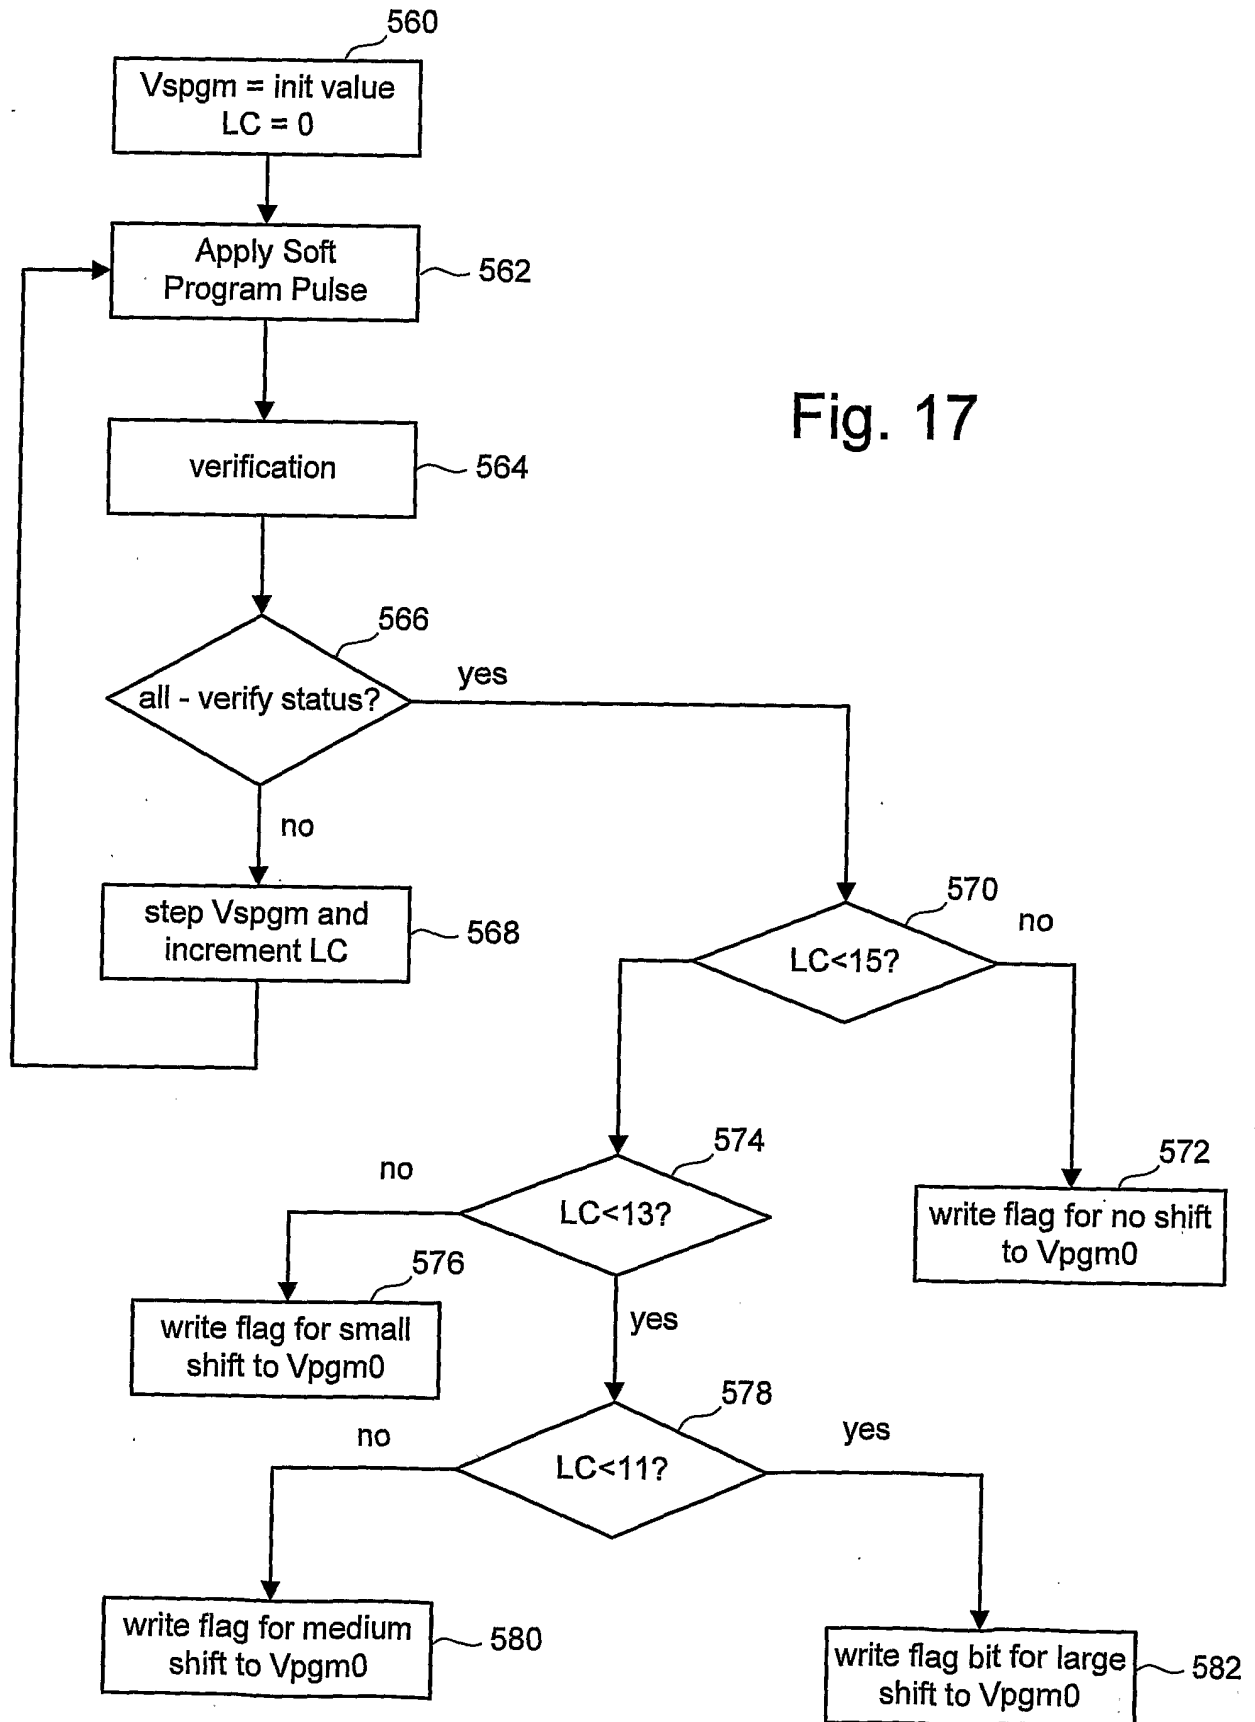 560
Vspgm = init value
LC = 0
Apply Soft
Program Pulse
562
Fig. 17
verification
564
566
all - verify status?
yes
no
step Vspgm and
increment LC
568
570
LC<15?
no
574
no
LC<13?
572
write flag for no shift
to Vpgm0
576
write flag for small
shift to Vpgm0
yes
578
no
LC<11?
yes
write flag for medium
shift to Vpgm0
580
write flag bit for large
shift to Vpgm0
582